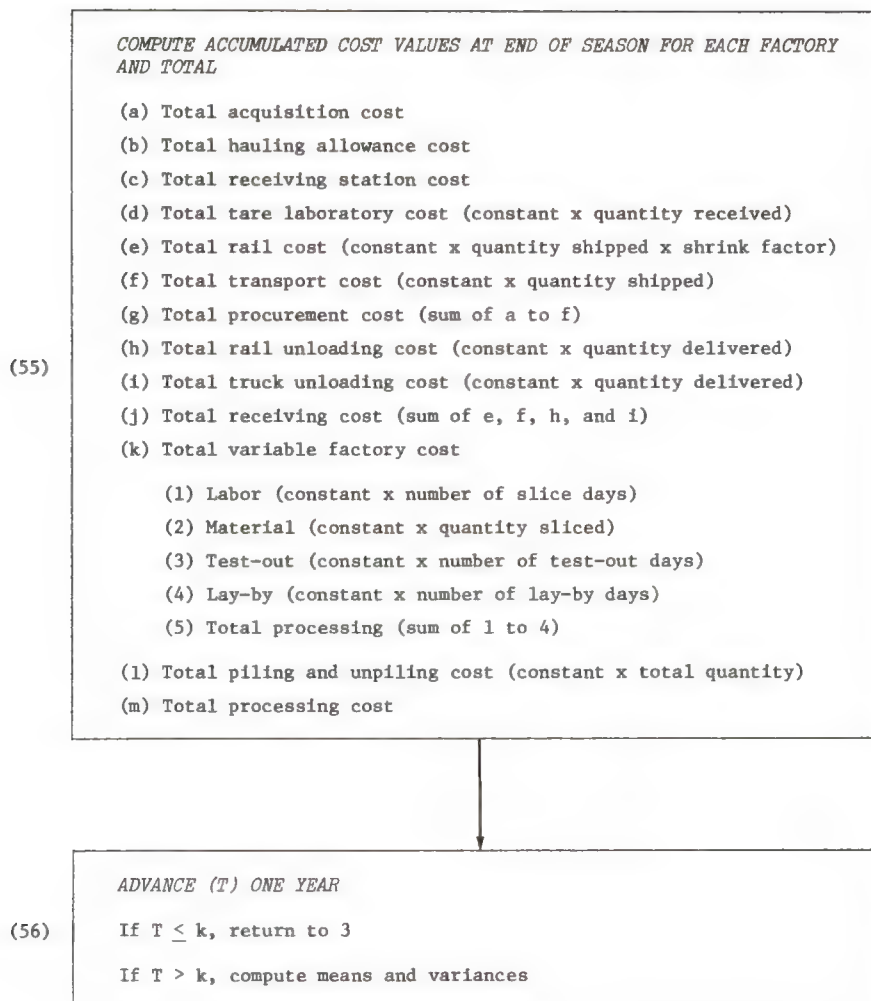 COMPUTE ACCUMULATED COST VALUES AT END OF SEASON FOR EACH FACTORY
AND TOTAL
(a) Total acquisition cost
(b) Total hauling allowance cost
(c) Total receiving station cost
(d) Total tare laboratory cost (constant x quantity received)
(e) Total rail cost (constant x quantity shipped x shrink factor)
(f) Total transport cost (constant x quantity shipped)
(g) Total procurement cost (sum of a to f)
(55)
(h) Total rail unloading cost (constant x quantity delivered)
(i) Total truck unloading cost (constant x quantity delivered)
(j) Total receiving cost (sum of e, f, h, and i)
(k) Total variable factory cost
(1) Labor (constant x number of slice days)
(2) Material (constant x quantity sliced)
(3) Test-out (constant x number of test-out days)
(4) Lay-by (constant x number of lay-by days)
(5) Total processing (sum of 1 to 4)
(l) Total piling and unpiling cost (constant x total quantity)
(m) Total processing cost
ADVANCE (T) ONE YEAR
(56)
If T ≤ k, return to 3
If T > k, compute means and variances